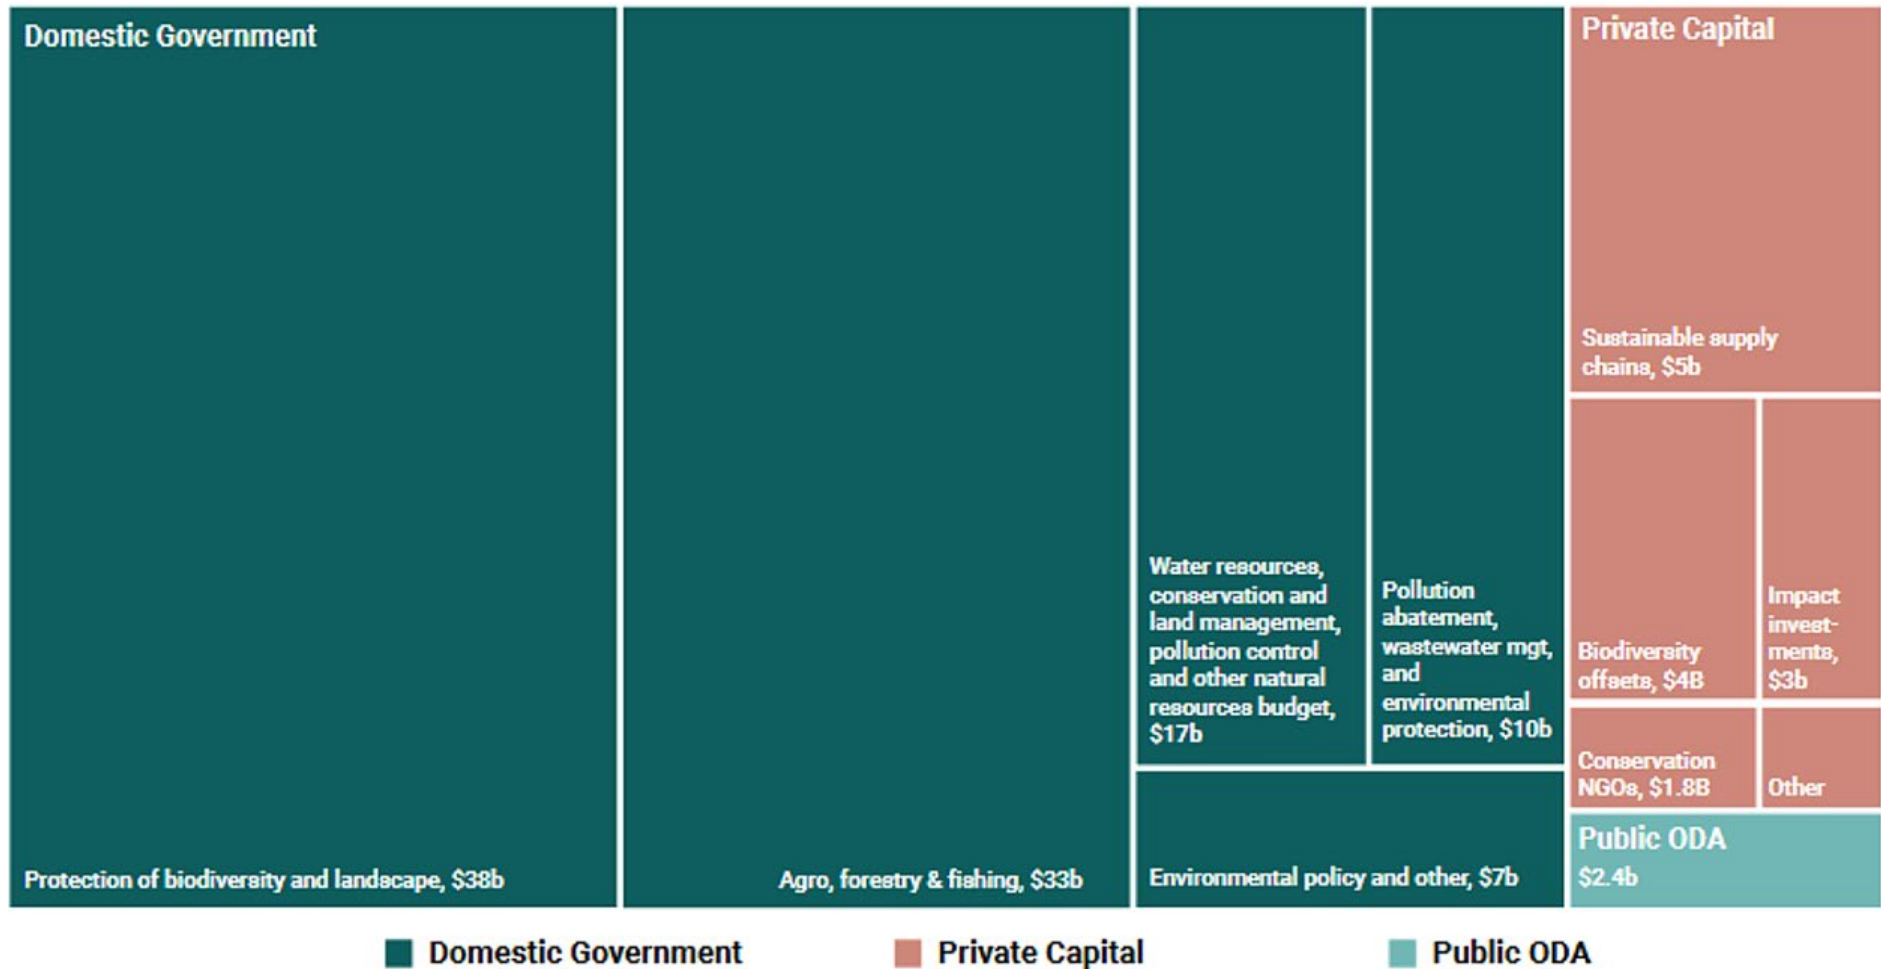 Domestic Government
Protection of biodiversity and landscape, $38b
Agro, forestry & fishing, $33b
Water resources,
conservation and
land management,
pollution control
and other natural
resources budget,
$17b
Pollution
abatement,
wastewater mgt,
and
environmental
protection, $10b
Environmental policy and other, $7b
Private Capital
Sustainable supply
chains, $5b
Biodiversity
offsets, $4B
Impact
invest-
ments,
$3b
Conservation
NGOs, $1.8B
Other
Public ODA
$2.4b
Domestic Government
Private Capital
Public ODA